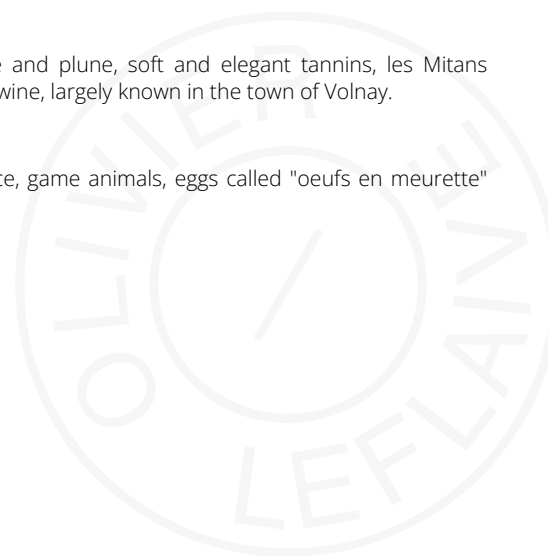 and plune, soft and elegant tannins, les Mitans
wine, largely known in the town of Volnay.
game animals, eggs called "oeufs en meurette"
OLIVIER
LEFLAIVE